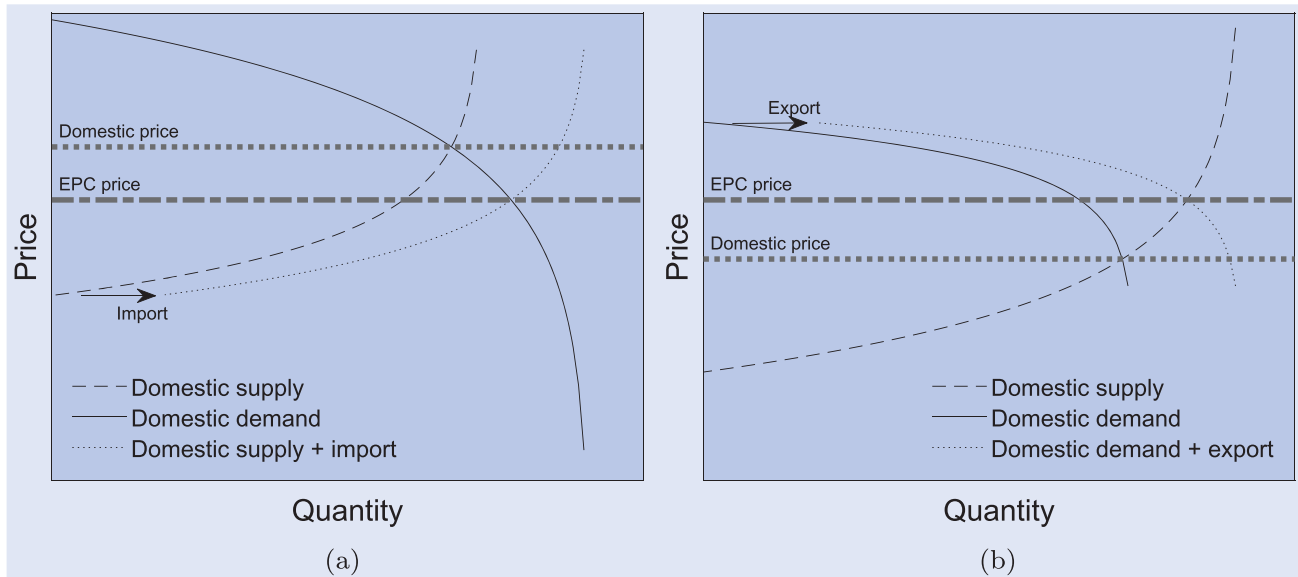 Domestic price
EPC price
Price
Import
Domestic supply
Domestic demand
Domestic supply + import
Quantity
(a)
Export
EPC price
Domestic price
Price
Domestic supply
Domestic demand
Domestic demand + export
Quantity
(b)